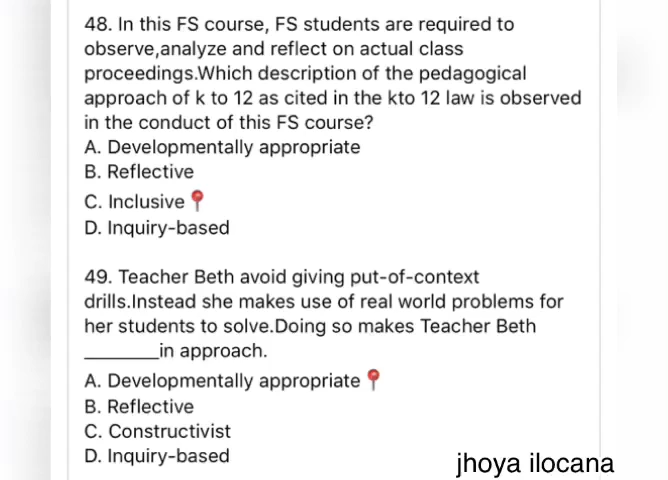 48. In this FS course, FS students are required to
observe,analyze and reflect on actual class
proceedings.Which description of the pedagogical
approach of k to 12 as cited in the kto 12 law is observed
in the conduct of this FS course?
A. Developmentally appropriate
B. Reflective
C. Inclusive📍
D. Inquiry-based
49. Teacher Beth avoid giving put-of-context
drills.Instead she makes use of real world problems for
her students to solve.Doing so makes Teacher Beth
________in approach.
A. Developmentally appropriate📍
B. Reflective
C. Constructivist
D. Inquiry-based
jhoya ilocana